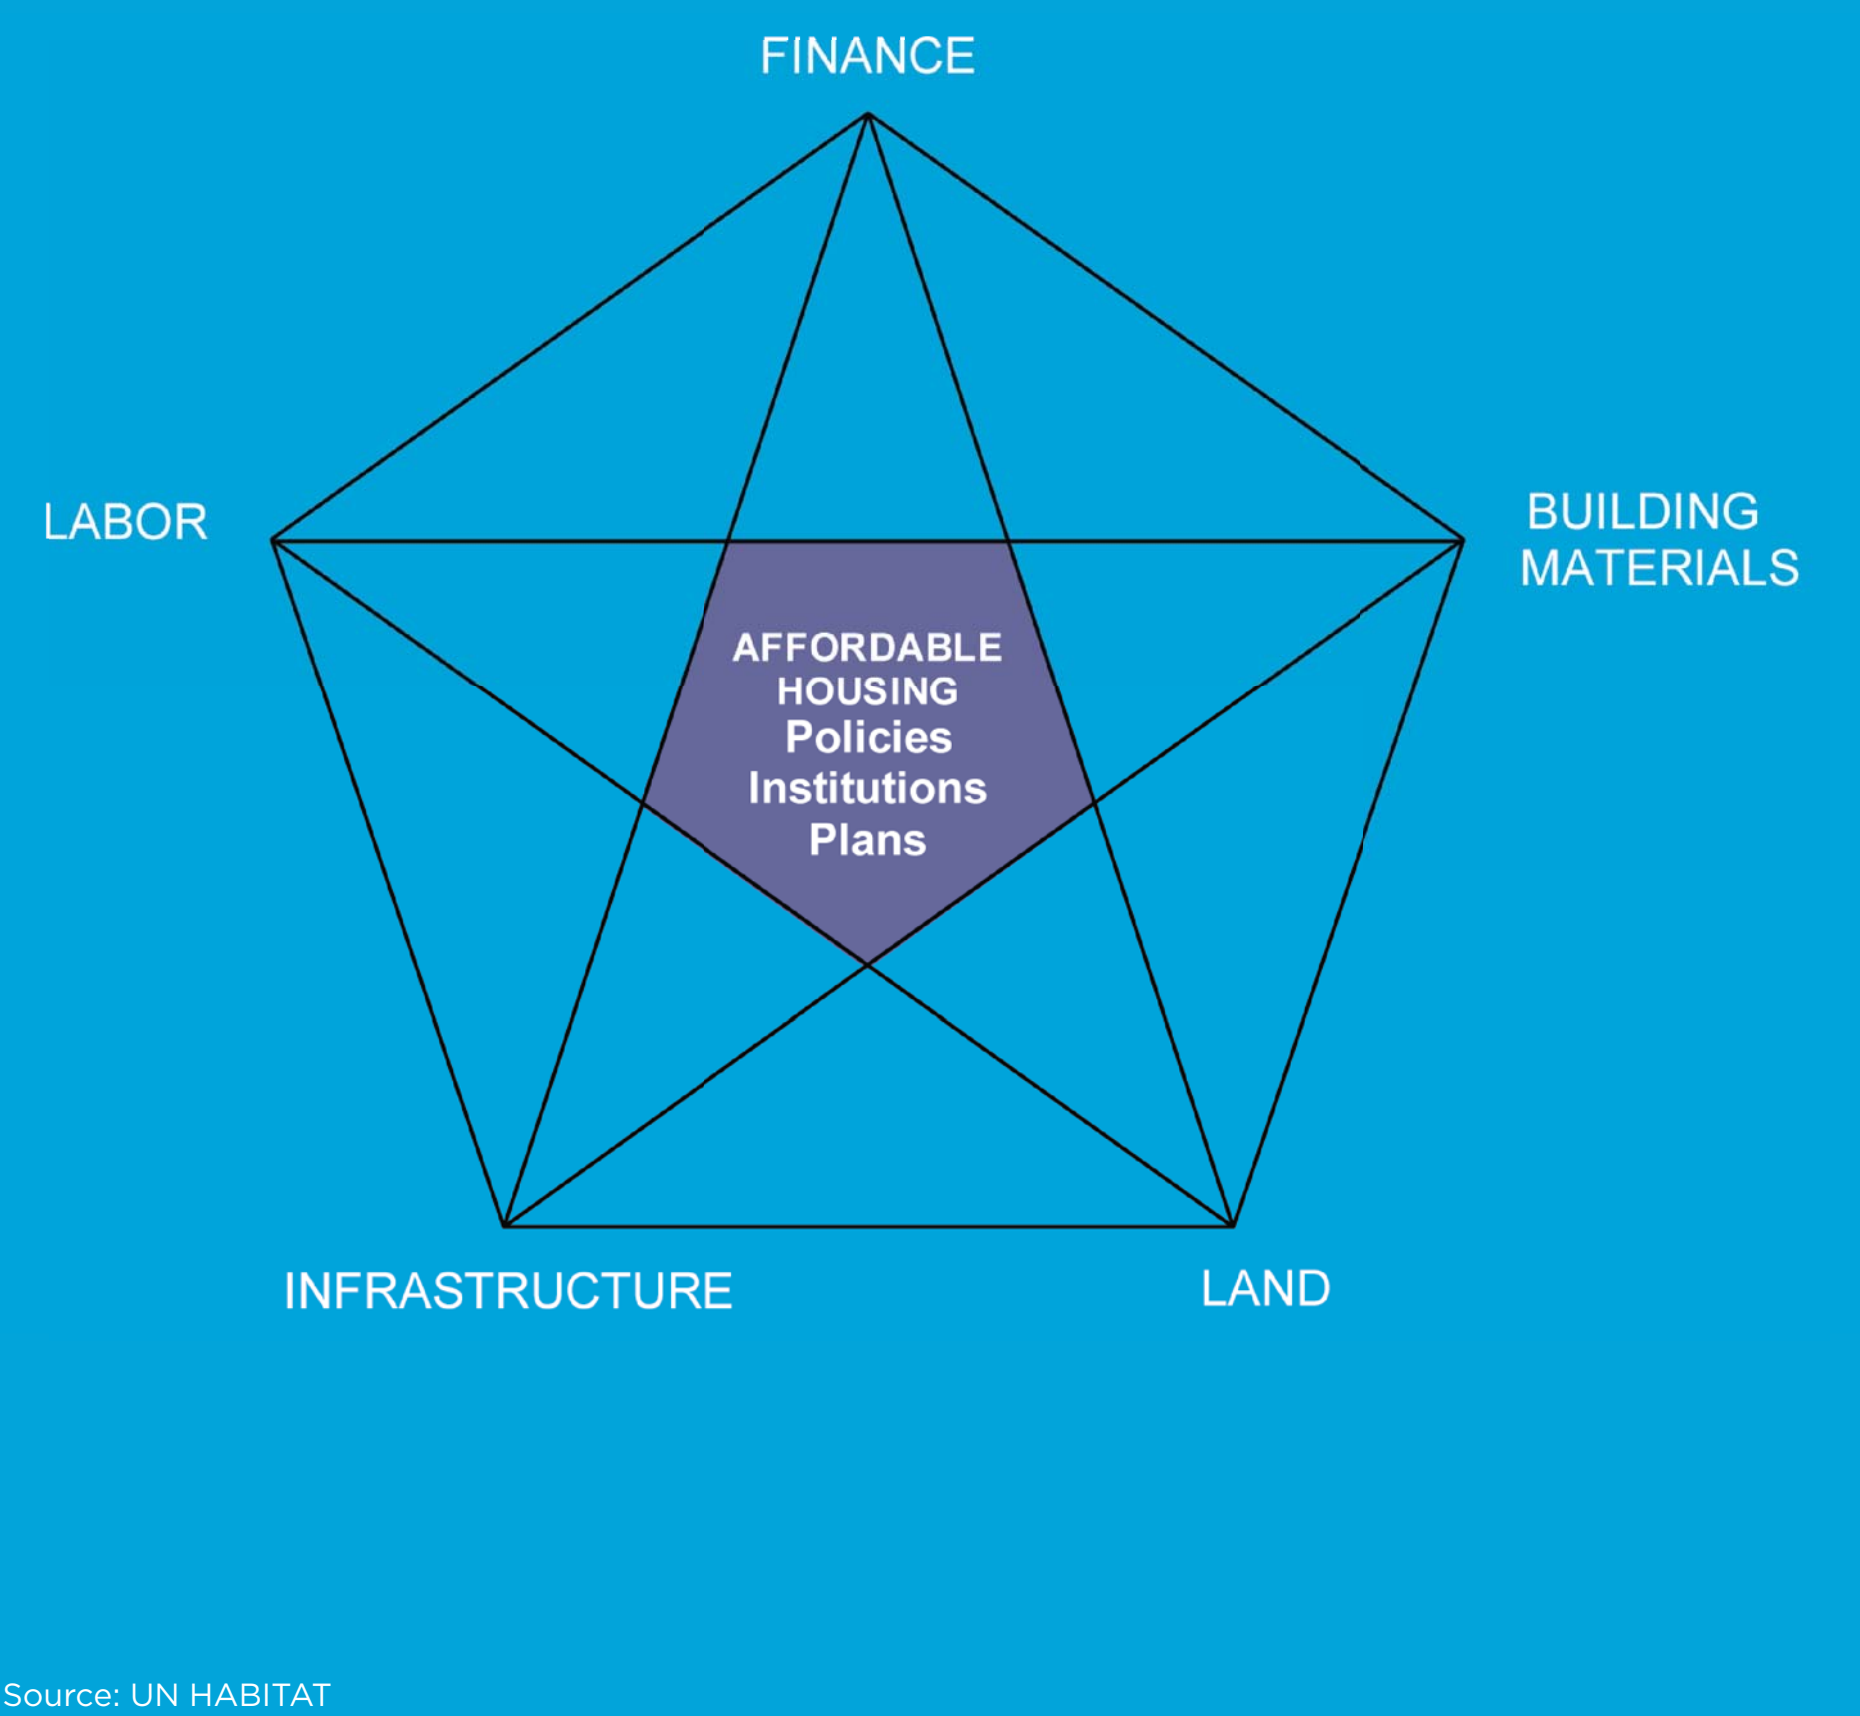 FINANCE
LABOR
BUILDING
MATERIALS
AFFORDABLE
HOUSING
Policies
Institutions
Plans
INFRASTRUCTURE
LAND
Source: UN HABITAT